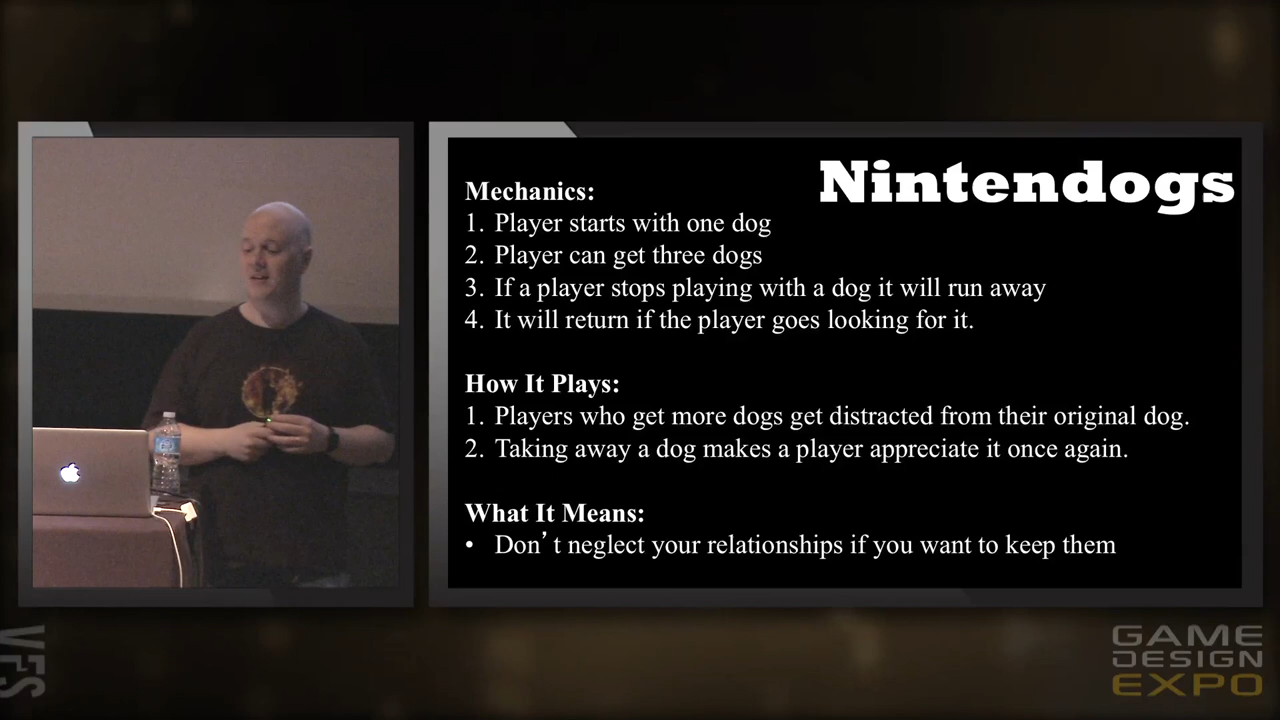 Nintendogs
Mechanics:
1. Player starts with one dog
2. Player can get three dogs
3. If a player stops playing with a dog it will run away
4. It will return if the player goes looking for it.
How It Plays:
1. Players who get more dogs get distracted from their original dog.
2. Taking away a dog makes a player appreciate it once again.
What It Means:
• Don’t neglect your relationships if you want to keep them
VFS
GAME
DESIGN
EXPO